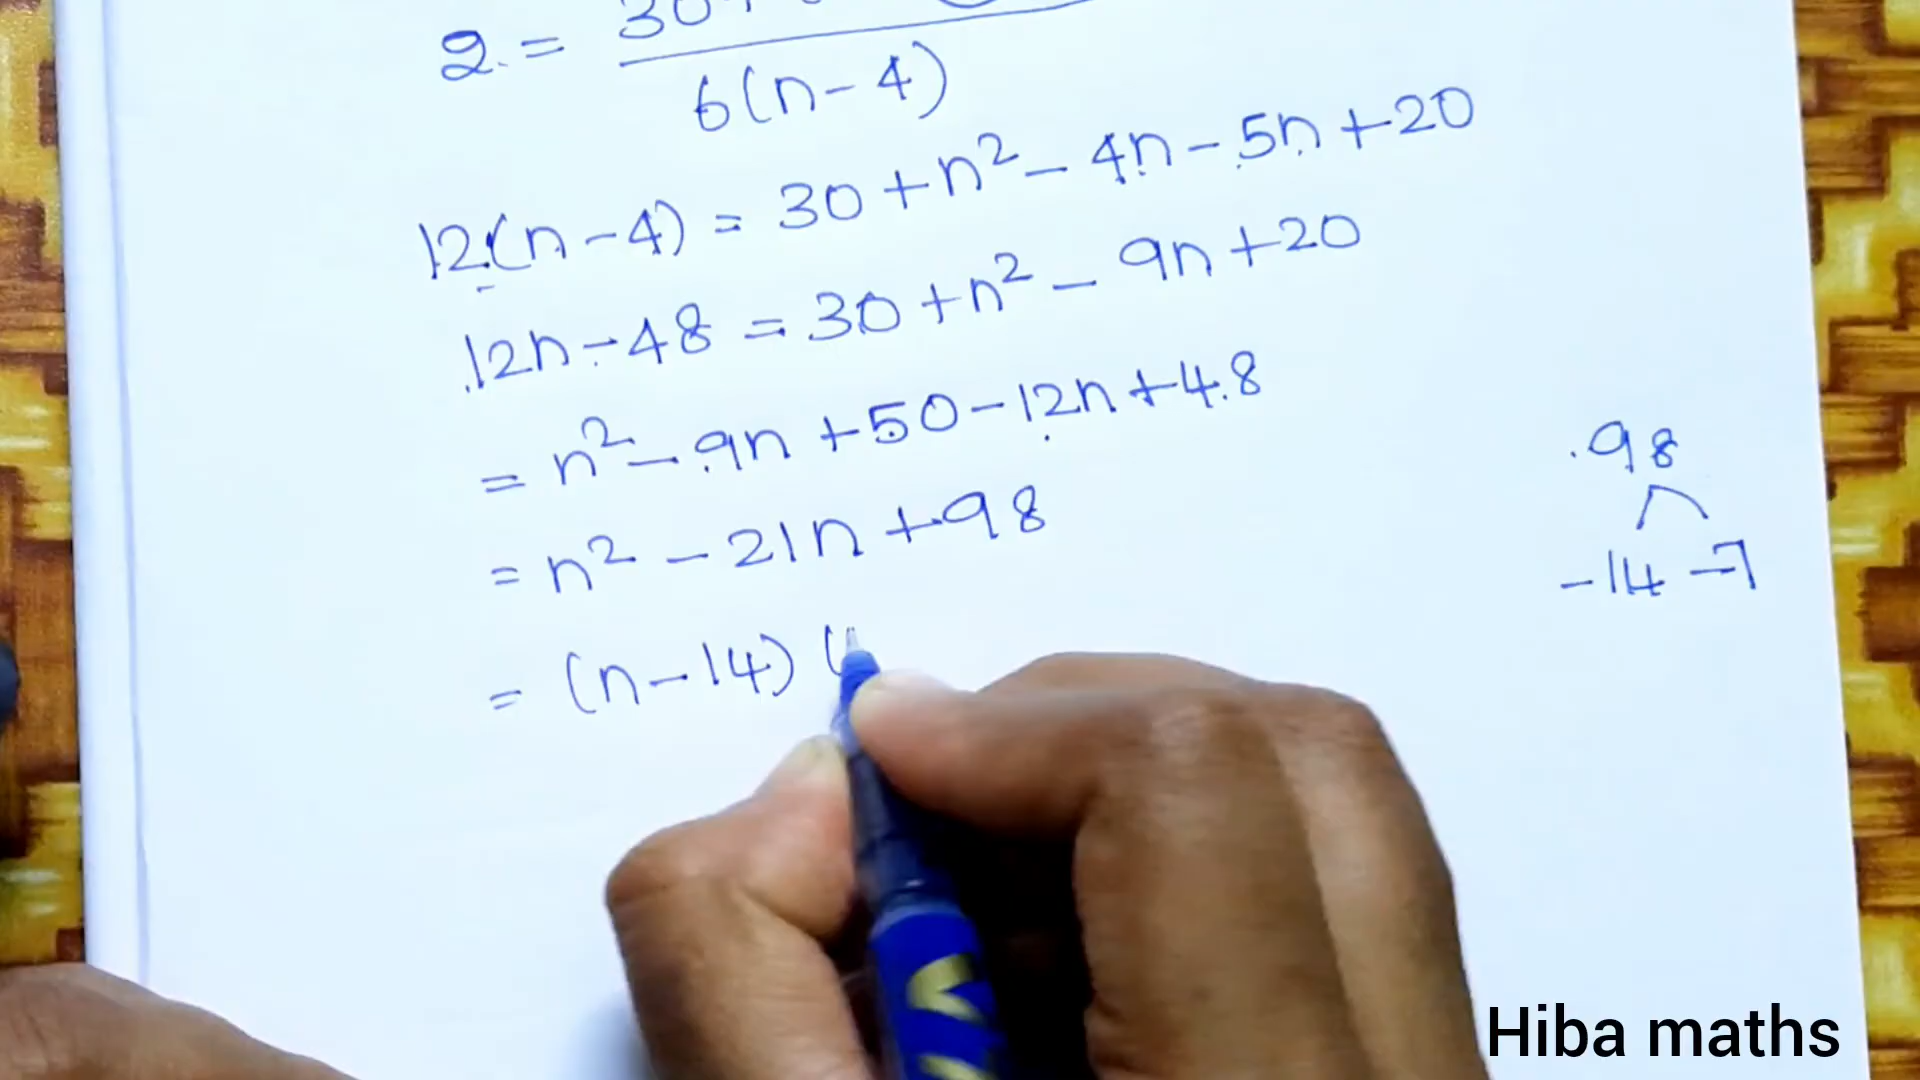 2 = 30+
6(n-4)
12(n-4) = 30+n²-4n-5n+20
12n-48 = 30+n²-9n+20
= n²-9n+50-12n+48
= n²-21n+98
= (n-14)(
98
-14 -7
Hiba maths